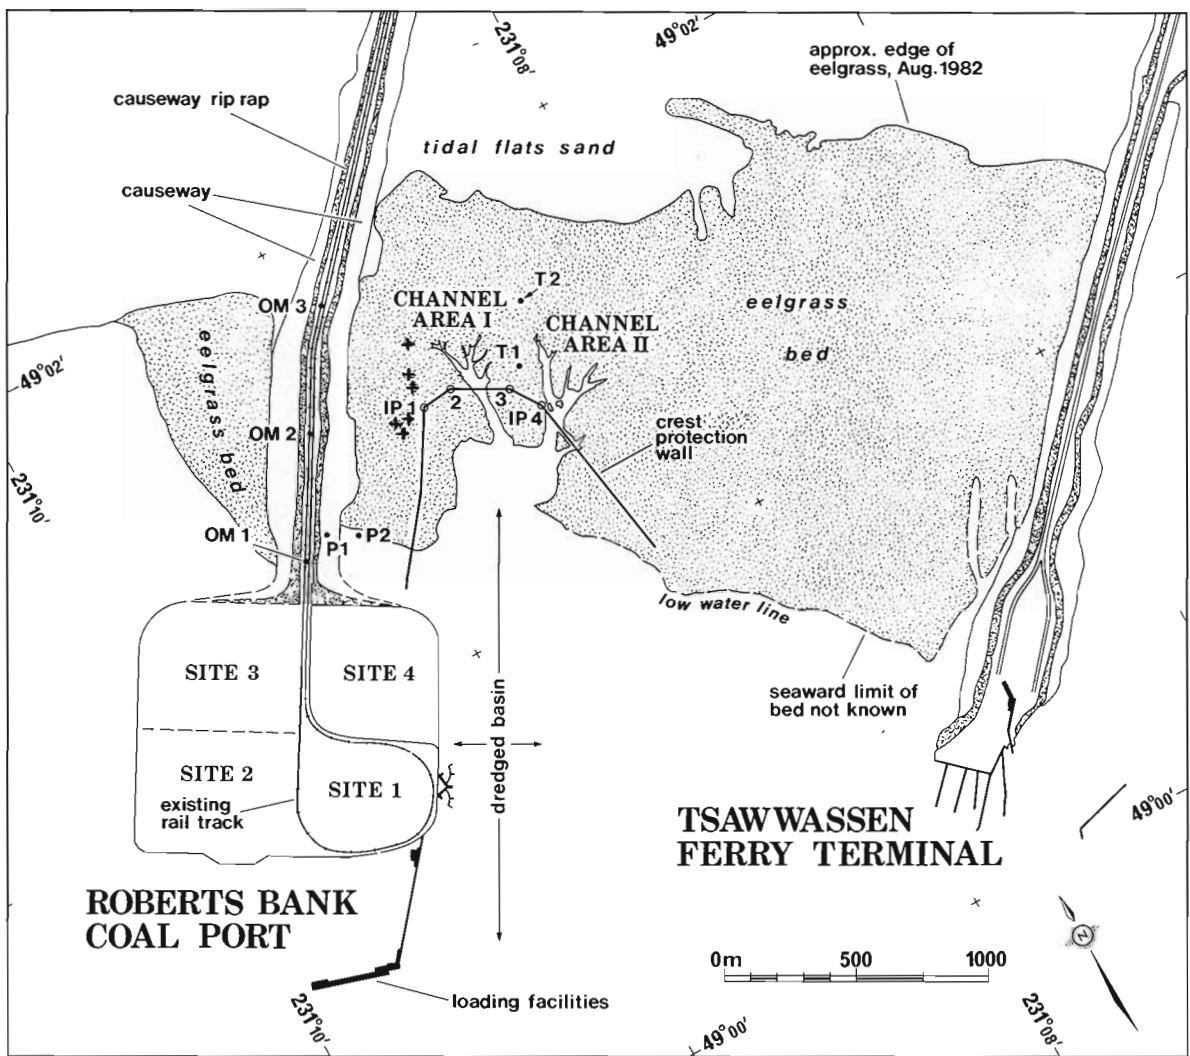 231°08'
49°02'
approx. edge of
eelgrass, Aug. 1982
causeway rip rap
tidal flats sand
causeway
T2
OM 3
CHANNEL
AREA I
eelgrass
bed
CHANNEL
AREA II
49°02'
eelgrass bed
T1
IP 1
2
3
IP 4
OM 2
crest
protection
wall
231°10'
OM 1
P1
P2
low water line
SITE 3
SITE 4
dredged basin
seaward limit of
bed not known
SITE 2
SITE 1
existing
rail track
49°00'
TSAWWASSEN
FERRY TERMINAL
ROBERTS BANK
COAL PORT
N
0m
500
1000
loading facilities
231°10'
49°00'
231°08'